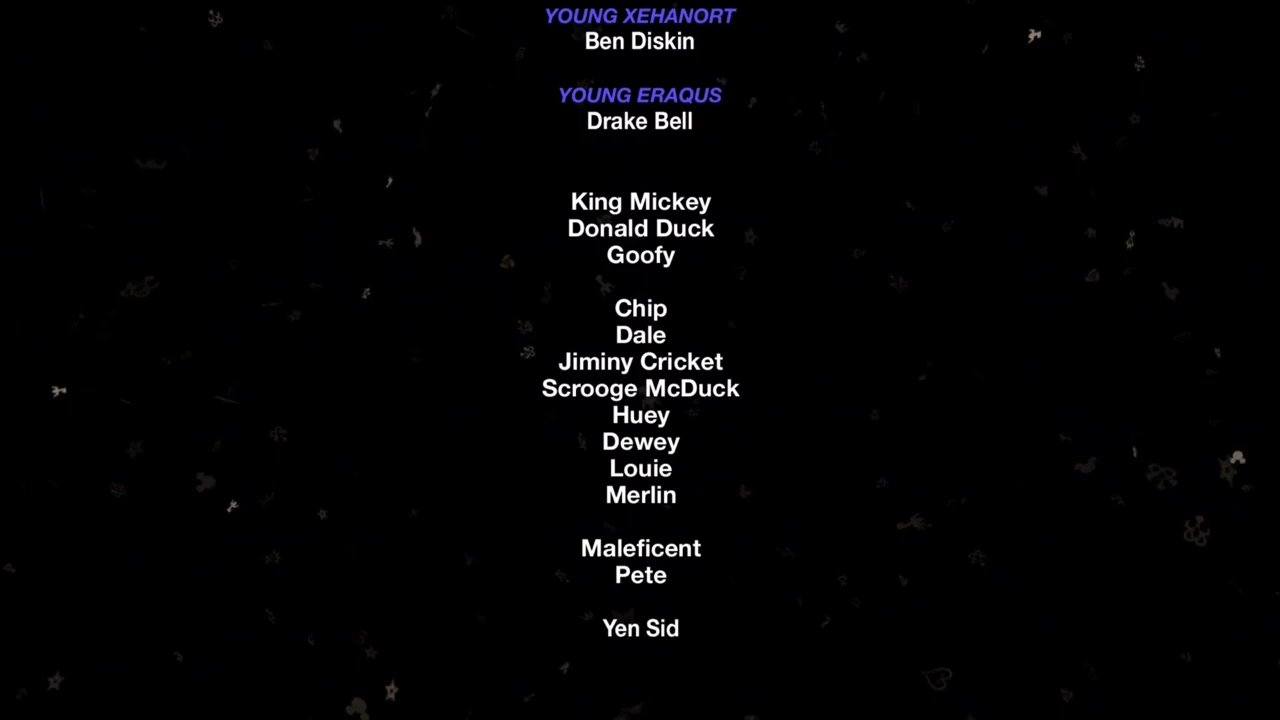 YOUNG XEHANORT
Ben Diskin
YOUNG ERAQUS
Drake Bell
King Mickey
Donald Duck
Goofy
Chip
Dale
Jiminy Cricket
Scrooge McDuck
Huey
Dewey
Louie
Merlin
Maleficent
Pete
Yen Sid